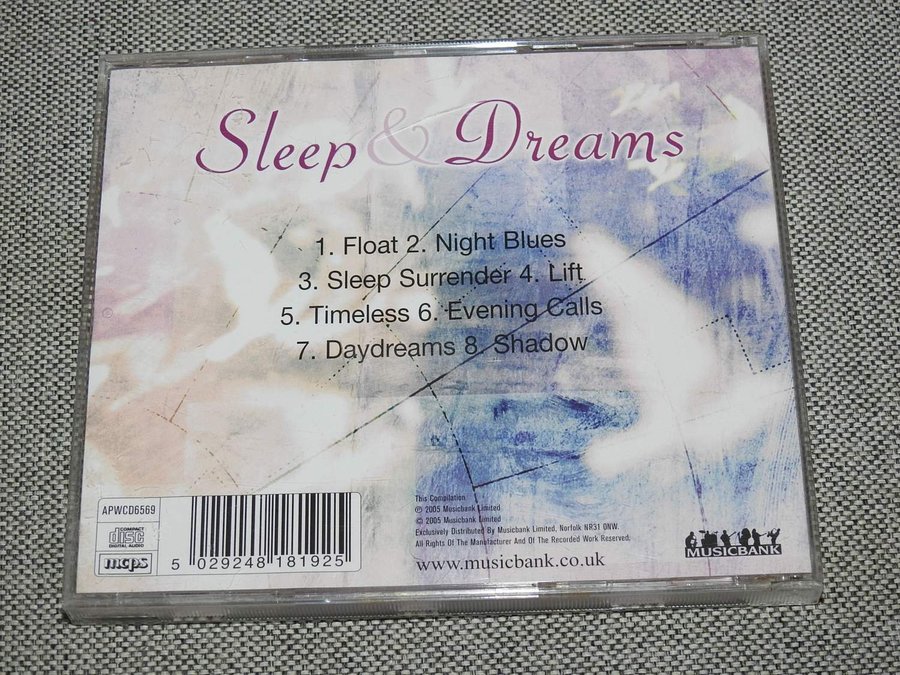 Sleep & Dreams
1. Float 2. Night Blues
3. Sleep Surrender 4. Lift
5. Timeless 6. Evening Calls
7. Daydreams 8. Shadow
APWCD6569
COMPACT
disc
DIGITAL AUDIO
mcps
5 029248 181925
This Compilation
℗ 2005 Musicbank Limited
© 2005 Musicbank Limited
Exclusively Distributed By Musicbank Limited, Norfolk NR31 0NW.
All Rights Of The Manufacturer And Of The Recorded Work Reserved.
www.musicbank.co.uk
MUSICBANK